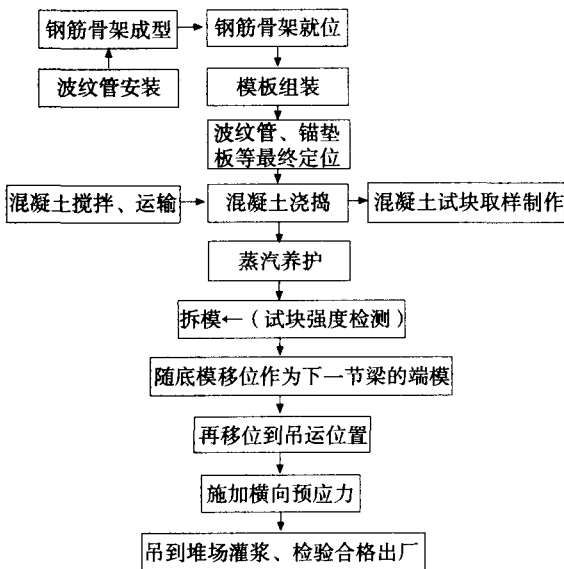 钢筋骨架成型
钢筋骨架就位
波纹管安装
模板组装
波纹管、锚垫
板等最终定位
混凝土搅拌、运输
混凝土浇捣
混凝土试块取样制作
蒸汽养护
拆模←（试块强度检测）
随底模移位作为下一节梁的端模
再移位到吊运位置
施加横向预应力
吊到堆场灌浆、检验合格出厂